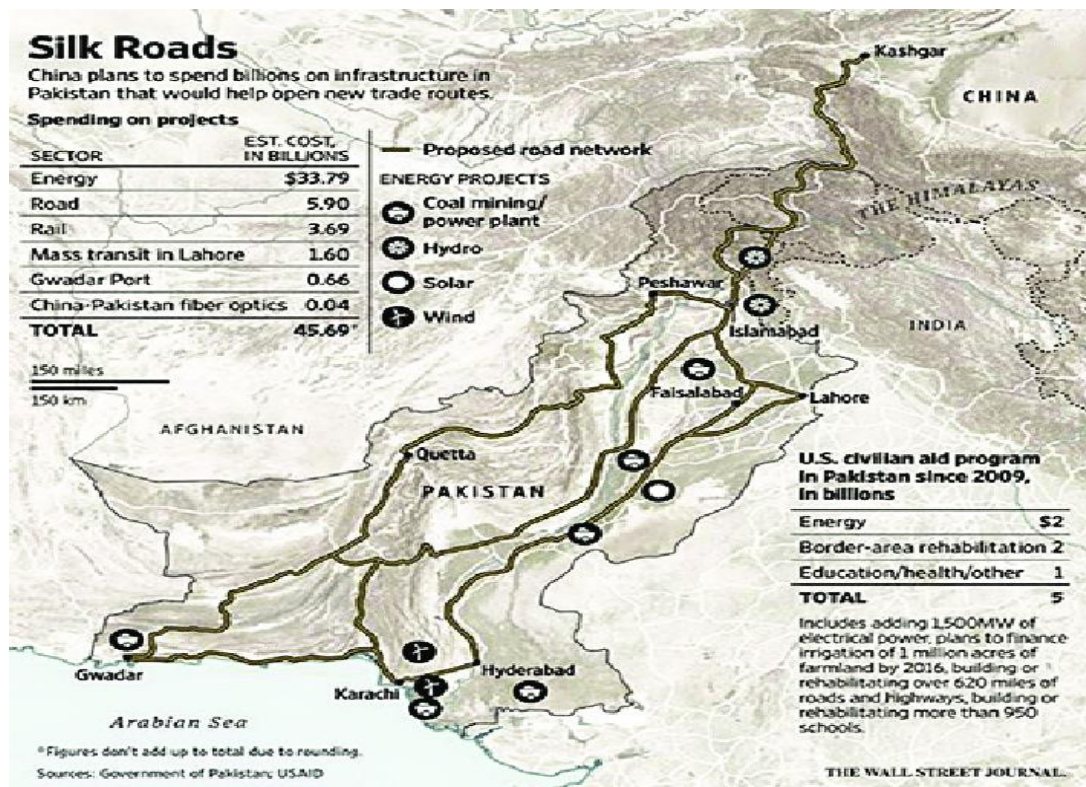 Silk Roads
China plans to spend billions on infrastructure in
Pakistan that would help open new trade routes.
Spending on projects
SECTOR EST. COST, IN BILLIONS
Energy $33.79
Road 5.90
Rail 3.69
Mass transit in Lahore 1.60
Gwadar Port 0.66
China-Pakistan fiber optics 0.04
TOTAL 45.69*
150 miles
150 km
Proposed road network
ENERGY PROJECTS
Coal mining/
power plant
Hydro
Solar
Wind
Kashgar
CHINA
THE HIMALAYAS
Peshawar
Islamabad
INDIA
Faisalabad
Lahore
AFGHANISTAN
Quetta
PAKISTAN
Gwadar
Karachi
Hyderabad
Arabian Sea
U.S. civilian aid program
in Pakistan since 2009,
in billions
Energy $2
Border-area rehabilitation 2
Education/health/other 1
TOTAL 5
Includes adding 1,500MW of
electrical power, plans to finance
irrigation of 1 million acres of
farmland by 2016, building or
rehabilitating over 620 miles of
roads and highways, building or
rehabilitating more than 950
schools.
*Figures don't add up to total due to rounding.
Sources: Government of Pakistan; USAID
THE WALL STREET JOURNAL.